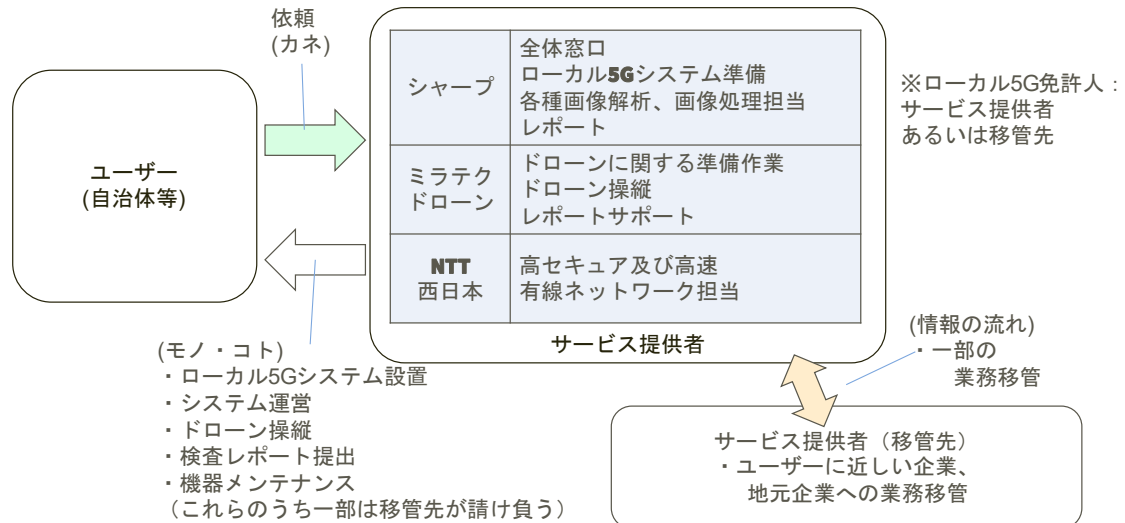 依頼
(カネ)
ユーザー
(自治体等)
シャープ
全体窓口
ローカル5Gシステム準備
各種画像解析、画像処理担当
レポート
ミラテク
ドローン
ドローンに関する準備作業
ドローン操縦
レポートサポート
NTT
西日本
高セキュア及び高速
有線ネットワーク担当
サービス提供者
※ローカル5G免許人：
サービス提供者
あるいは移管先
(モノ・コト)
・ローカル5Gシステム設置
・システム運営
・ドローン操縦
・検査レポート提出
・機器メンテナンス
（これらのうち一部は移管先が請け負う）
(情報の流れ)
・一部の
業務移管
サービス提供者（移管先）
・ユーザーに近しい企業、
地元企業への業務移管